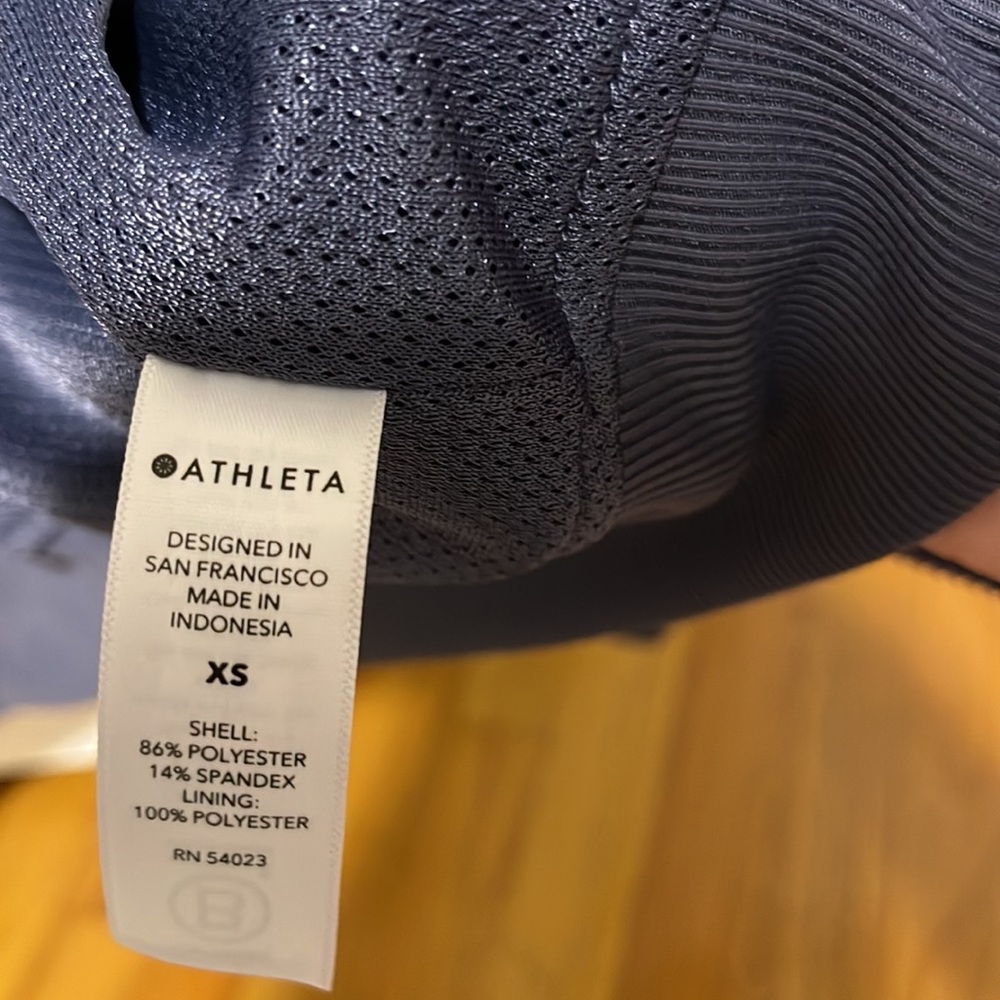 ATHLETA
DESIGNED IN
SAN FRANCISCO
MADE IN
INDONESIA
XS
SHELL:
86% POLYESTER
14% SPANDEX
LINING:
100% POLYESTER
RN 54023
B